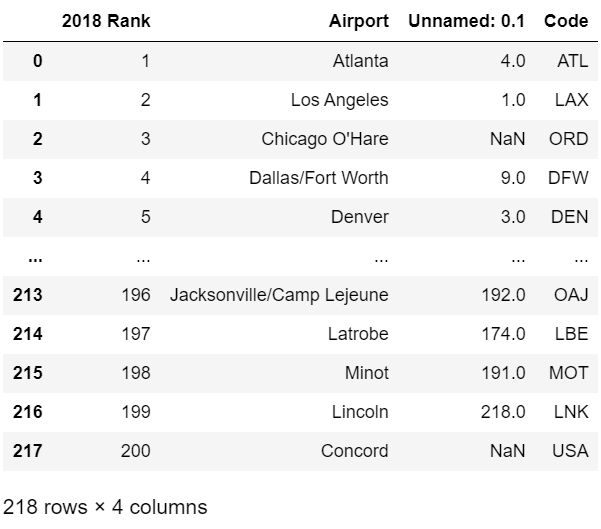 2018 Rank Airport Unnamed: 0.1 Code
0 1 Atlanta 4.0 ATL
1 2 Los Angeles 1.0 LAX
2 3 Chicago O'Hare NaN ORD
3 4 Dallas/Fort Worth 9.0 DFW
4 5 Denver 3.0 DEN
... ... ... ... ...
213 196 Jacksonville/Camp Lejeune 192.0 OAJ
214 197 Latrobe 174.0 LBE
215 198 Minot 191.0 MOT
216 199 Lincoln 218.0 LNK
217 200 Concord NaN USA
218 rows × 4 columns